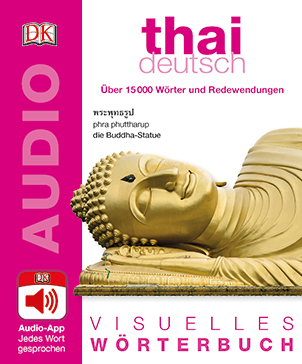 DK
thai
deutsch
Über 15 000 Wörter und Redewendungen
พระพุทธรูป
phra phuttharup
die Buddha-Statue
AUDIO
DK
Audio-App
Jedes Wort
gesprochen
VISUELLES
WÖRTERBUCH